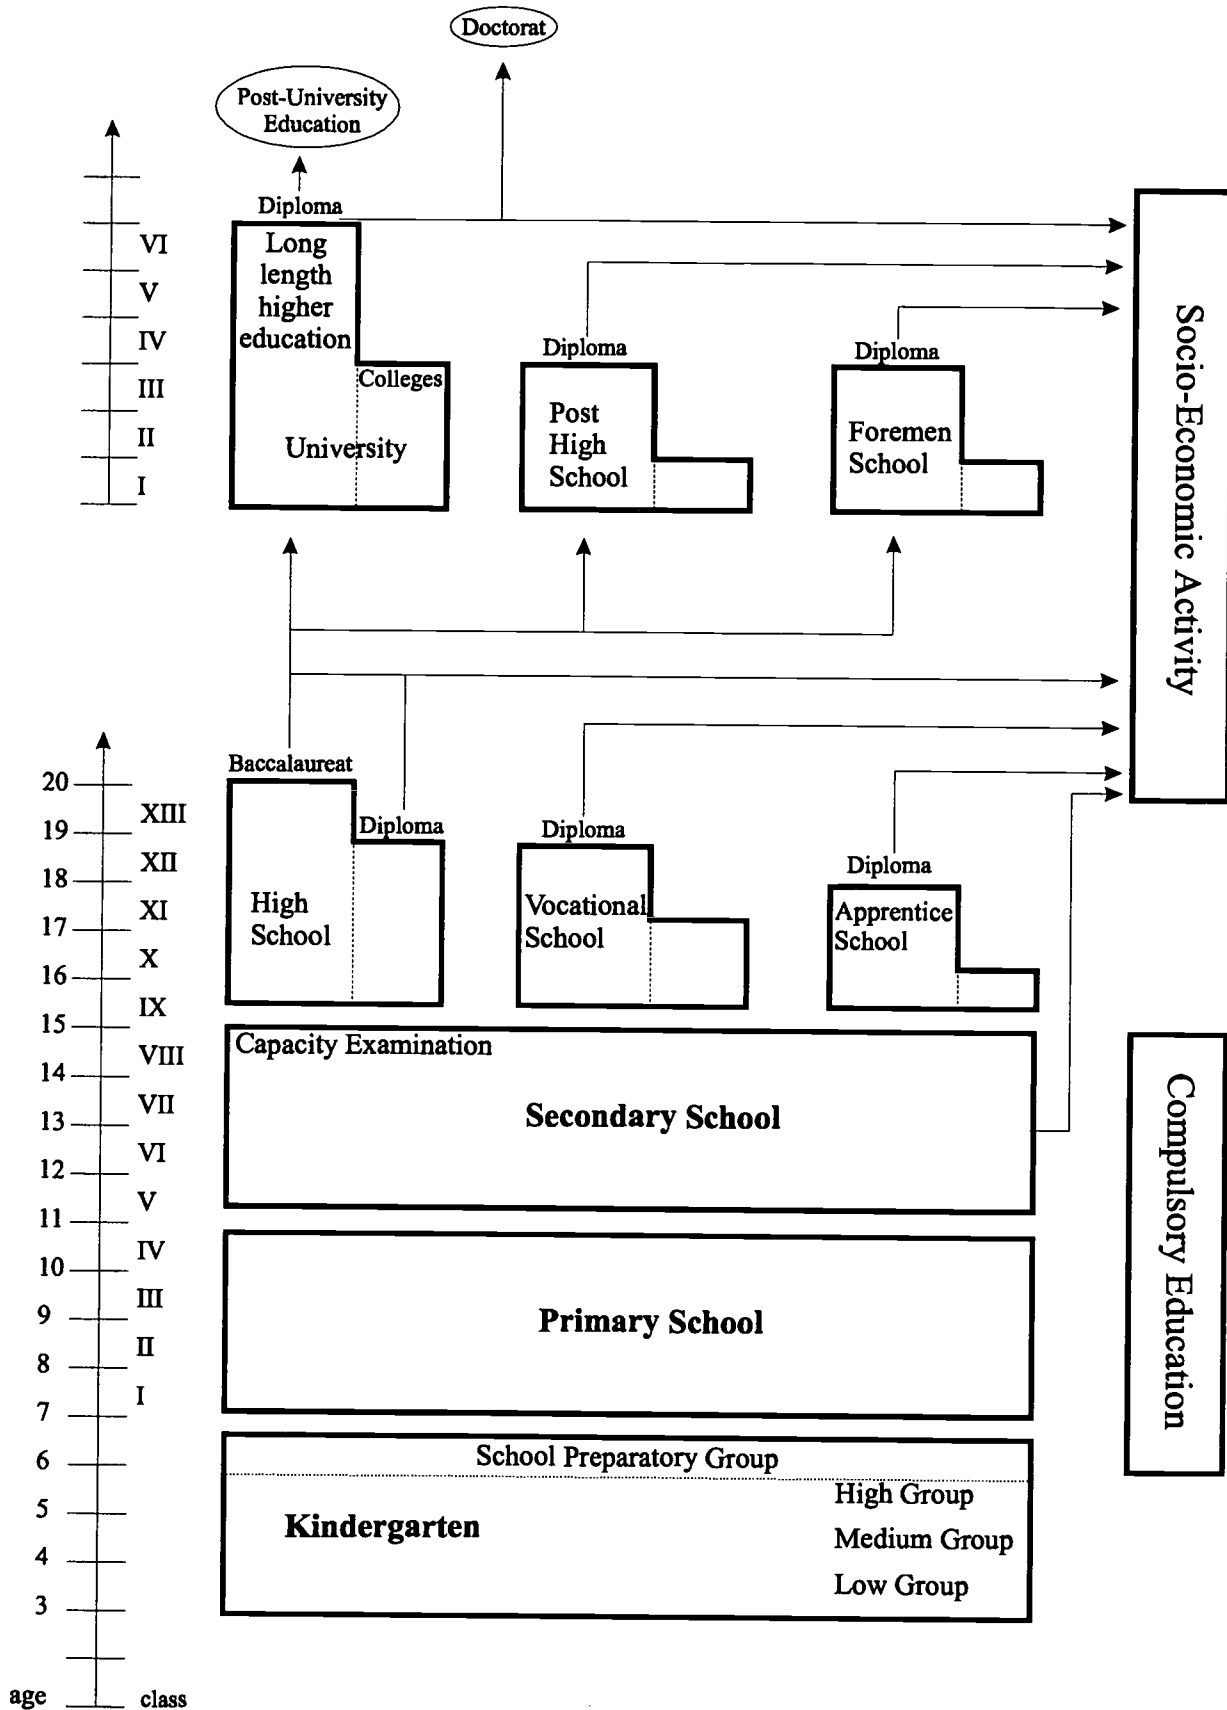 Doctorat
Post-University
Education
Diploma
VI
V
IV
III
II
I
Long
length
higher
education
Colleges
University
Diploma
Post
High
School
Diploma
Foremen
School
Socio-Economic Activity
Baccalaureat
Diploma
High
School
Diploma
Vocational
School
Diploma
Apprentice
School
20
XIII
19
XII
18
XI
17
X
16
IX
15
VIII
14
VII
13
VI
12
V
11
IV
10
III
9
II
8
I
7
6
5
4
3
age
class
Capacity Examination
Secondary School
Primary School
School Preparatory Group
Kindergarten
High Group
Medium Group
Low Group
Compulsory Education